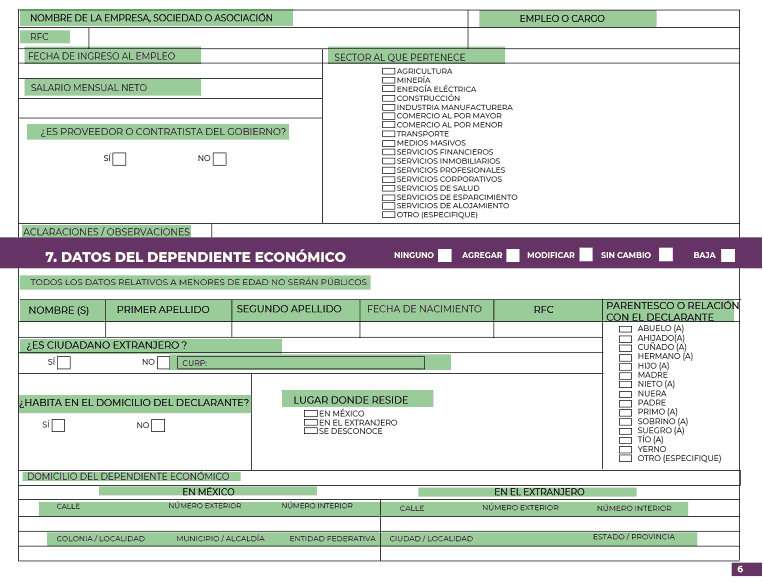 NOMBRE DE LA EMPRESA, SOCIEDAD O ASOCIACIÓN
EMPLEO O CARGO
RFC
FECHA DE INGRESO AL EMPLEO
SECTOR AL QUE PERTENECE
AGRICULTURA
MINERÍA
ENERGÍA ELÉCTRICA
CONSTRUCCIÓN
INDUSTRIA MANUFACTURERA
COMERCIO AL POR MAYOR
COMERCIO AL POR MENOR
TRANSPORTE
MEDIOS MASIVOS
SERVICIOS FINANCIEROS
SERVICIOS INMOBILIARIOS
SERVICIOS PROFESIONALES
SERVICIOS CORPORATIVOS
SERVICIOS DE SALUD
SERVICIOS DE ESPARCIMIENTO
SERVICIOS DE ALOJAMIENTO
OTRO (ESPECIFIQUE)
SALARIO MENSUAL NETO
¿ES PROVEEDOR O CONTRATISTA DEL GOBIERNO?
SÍ NO
ACLARACIONES / OBSERVACIONES
7. DATOS DEL DEPENDIENTE ECONÓMICO NINGUNO AGREGAR MODIFICAR SIN CAMBIO BAJA
TODOS LOS DATOS RELATIVOS A MENORES DE EDAD NO SERÁN PÚBLICOS.
NOMBRE (S) PRIMER APELLIDO SEGUNDO APELLIDO FECHA DE NACIMIENTO RFC
PARENTESCO O RELACIÓN
CON EL DECLARANTE
ABUELO (A)
AHIJADO(A)
CUÑADO (A)
HERMANO (A)
HIJO (A)
MADRE
NIETO (A)
NUERA
PADRE
PRIMO (A)
SOBRINO (A)
SUEGRO (A)
TÍO (A)
YERNO
OTRO (ESPECIFIQUE)
¿ES CIUDADANO EXTRANJERO ?
SÍ NO CURP:
¿HABITA EN EL DOMICILIO DEL DECLARANTE?
SÍ NO
LUGAR DONDE RESIDE
EN MÉXICO
EN EL EXTRANJERO
SE DESCONOCE
DOMICILIO DEL DEPENDIENTE ECONÓMICO
EN MÉXICO EN EL EXTRANJERO
CALLE NÚMERO EXTERIOR NÚMERO INTERIOR CALLE NÚMERO EXTERIOR NÚMERO INTERIOR
COLONIA / LOCALIDAD MUNICIPIO / ALCALDÍA ENTIDAD FEDERATIVA CIUDAD / LOCALIDAD ESTADO / PROVINCIA
6